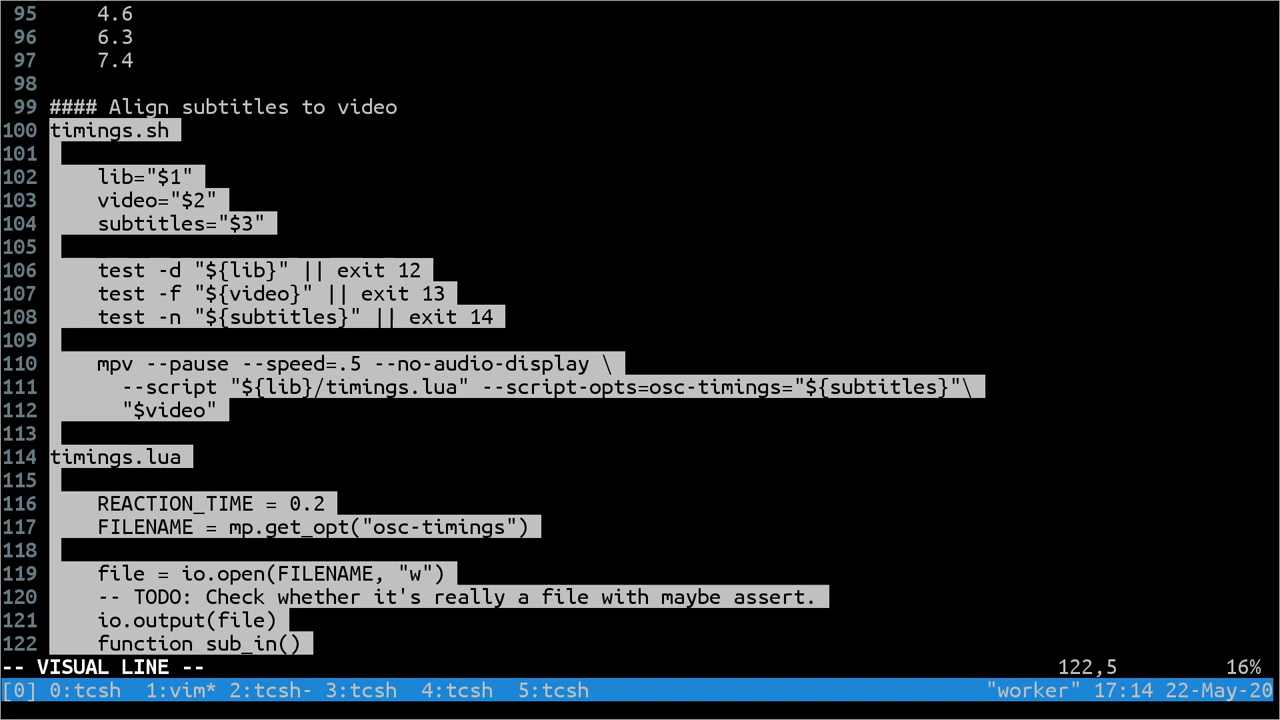 95     4.6
96     6.3
97     7.4
98
99 #### Align subtitles to video
100 timings.sh
101
102     lib="$1"
103     video="$2"
104     subtitles="$3"
105
106     test -d "${lib}" || exit 12
107     test -f "${video}" || exit 13
108     test -n "${subtitles}" || exit 14
109
110     mpv --pause --speed=.5 --no-audio-display \
111       --script "${lib}/timings.lua" --script-opts=osc-timings="${subtitles}"\
112       "$video"
113
114 timings.lua
115
116     REACTION_TIME = 0.2
117     FILENAME = mp.get_opt("osc-timings")
118
119     file = io.open(FILENAME, "w")
120     -- TODO: Check whether it's really a file with maybe assert.
121     io.output(file)
122     function sub_in()
-- VISUAL LINE -- 122,5 16%
[0] 0:tcsh  1:vim* 2:tcsh- 3:tcsh  4:tcsh  5:tcsh "worker" 17:14 22-May-20